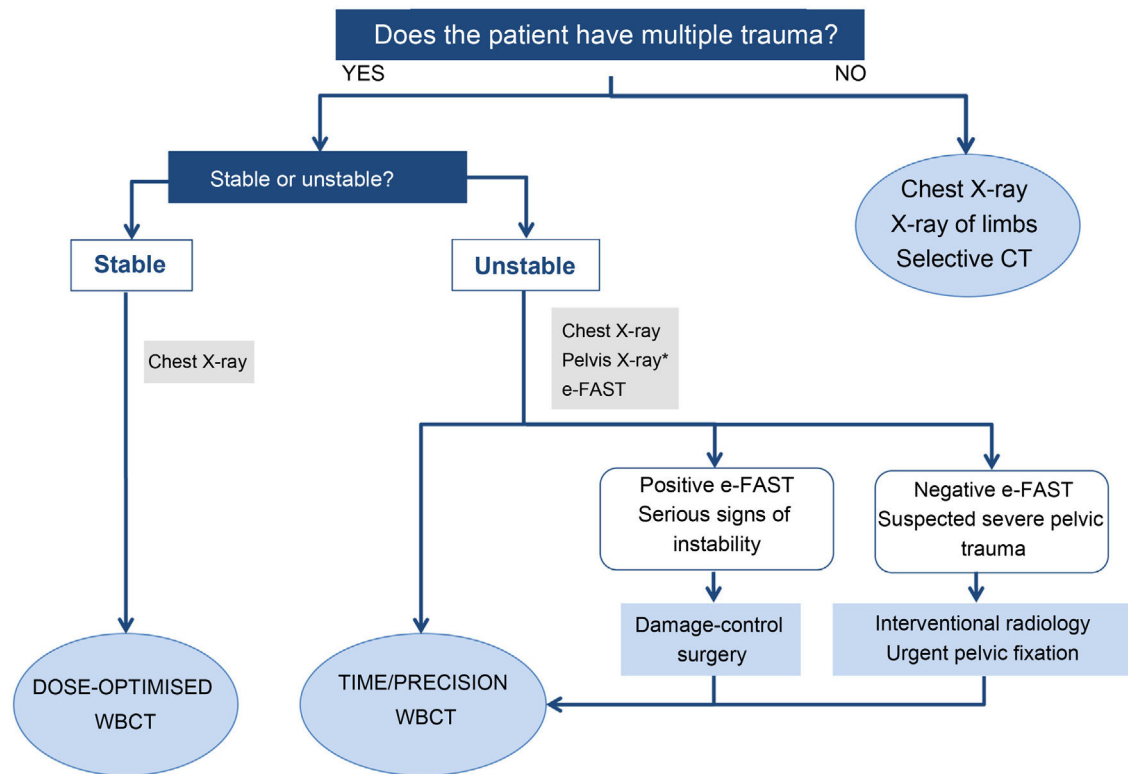 Does the patient have multiple trauma?
YES
NO
Stable or unstable?
Chest X-ray
X-ray of limbs
Selective CT
Stable
Unstable
Chest X-ray
Chest X-ray
Pelvis X-ray*
e-FAST
Positive e-FAST
Serious signs of
instability
Negative e-FAST
Suspected severe pelvic
trauma
Damage-control
surgery
Interventional radiology
Urgent pelvic fixation
DOSE-OPTIMISED
WBCT
TIME/PRECISION
WBCT